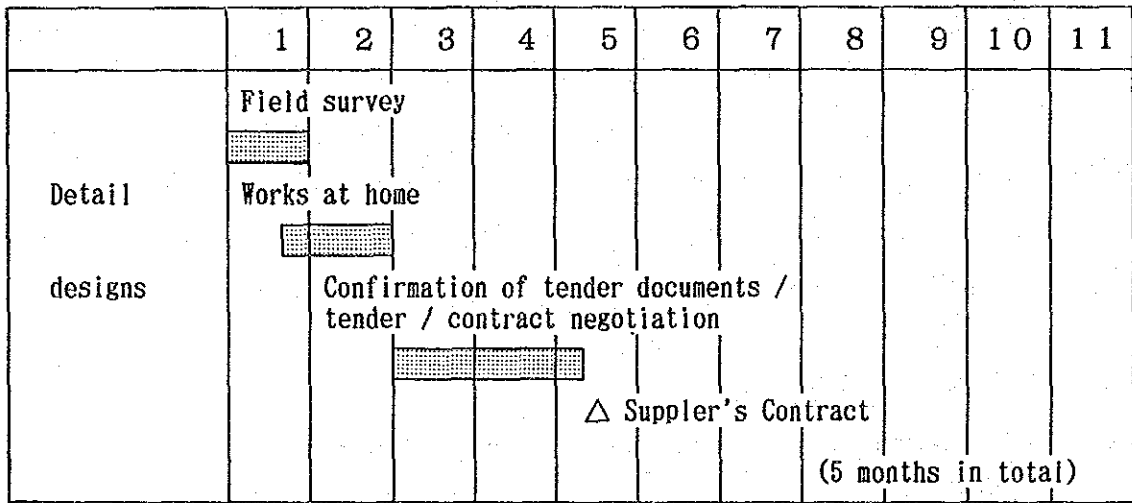 1 2 3 4 5 6 7 8 9 10 11
Field survey
Detail Works at home
designs Confirmation of tender documents /
tender / contract negotiation
△ Suppler's Contract
(5 months in total)